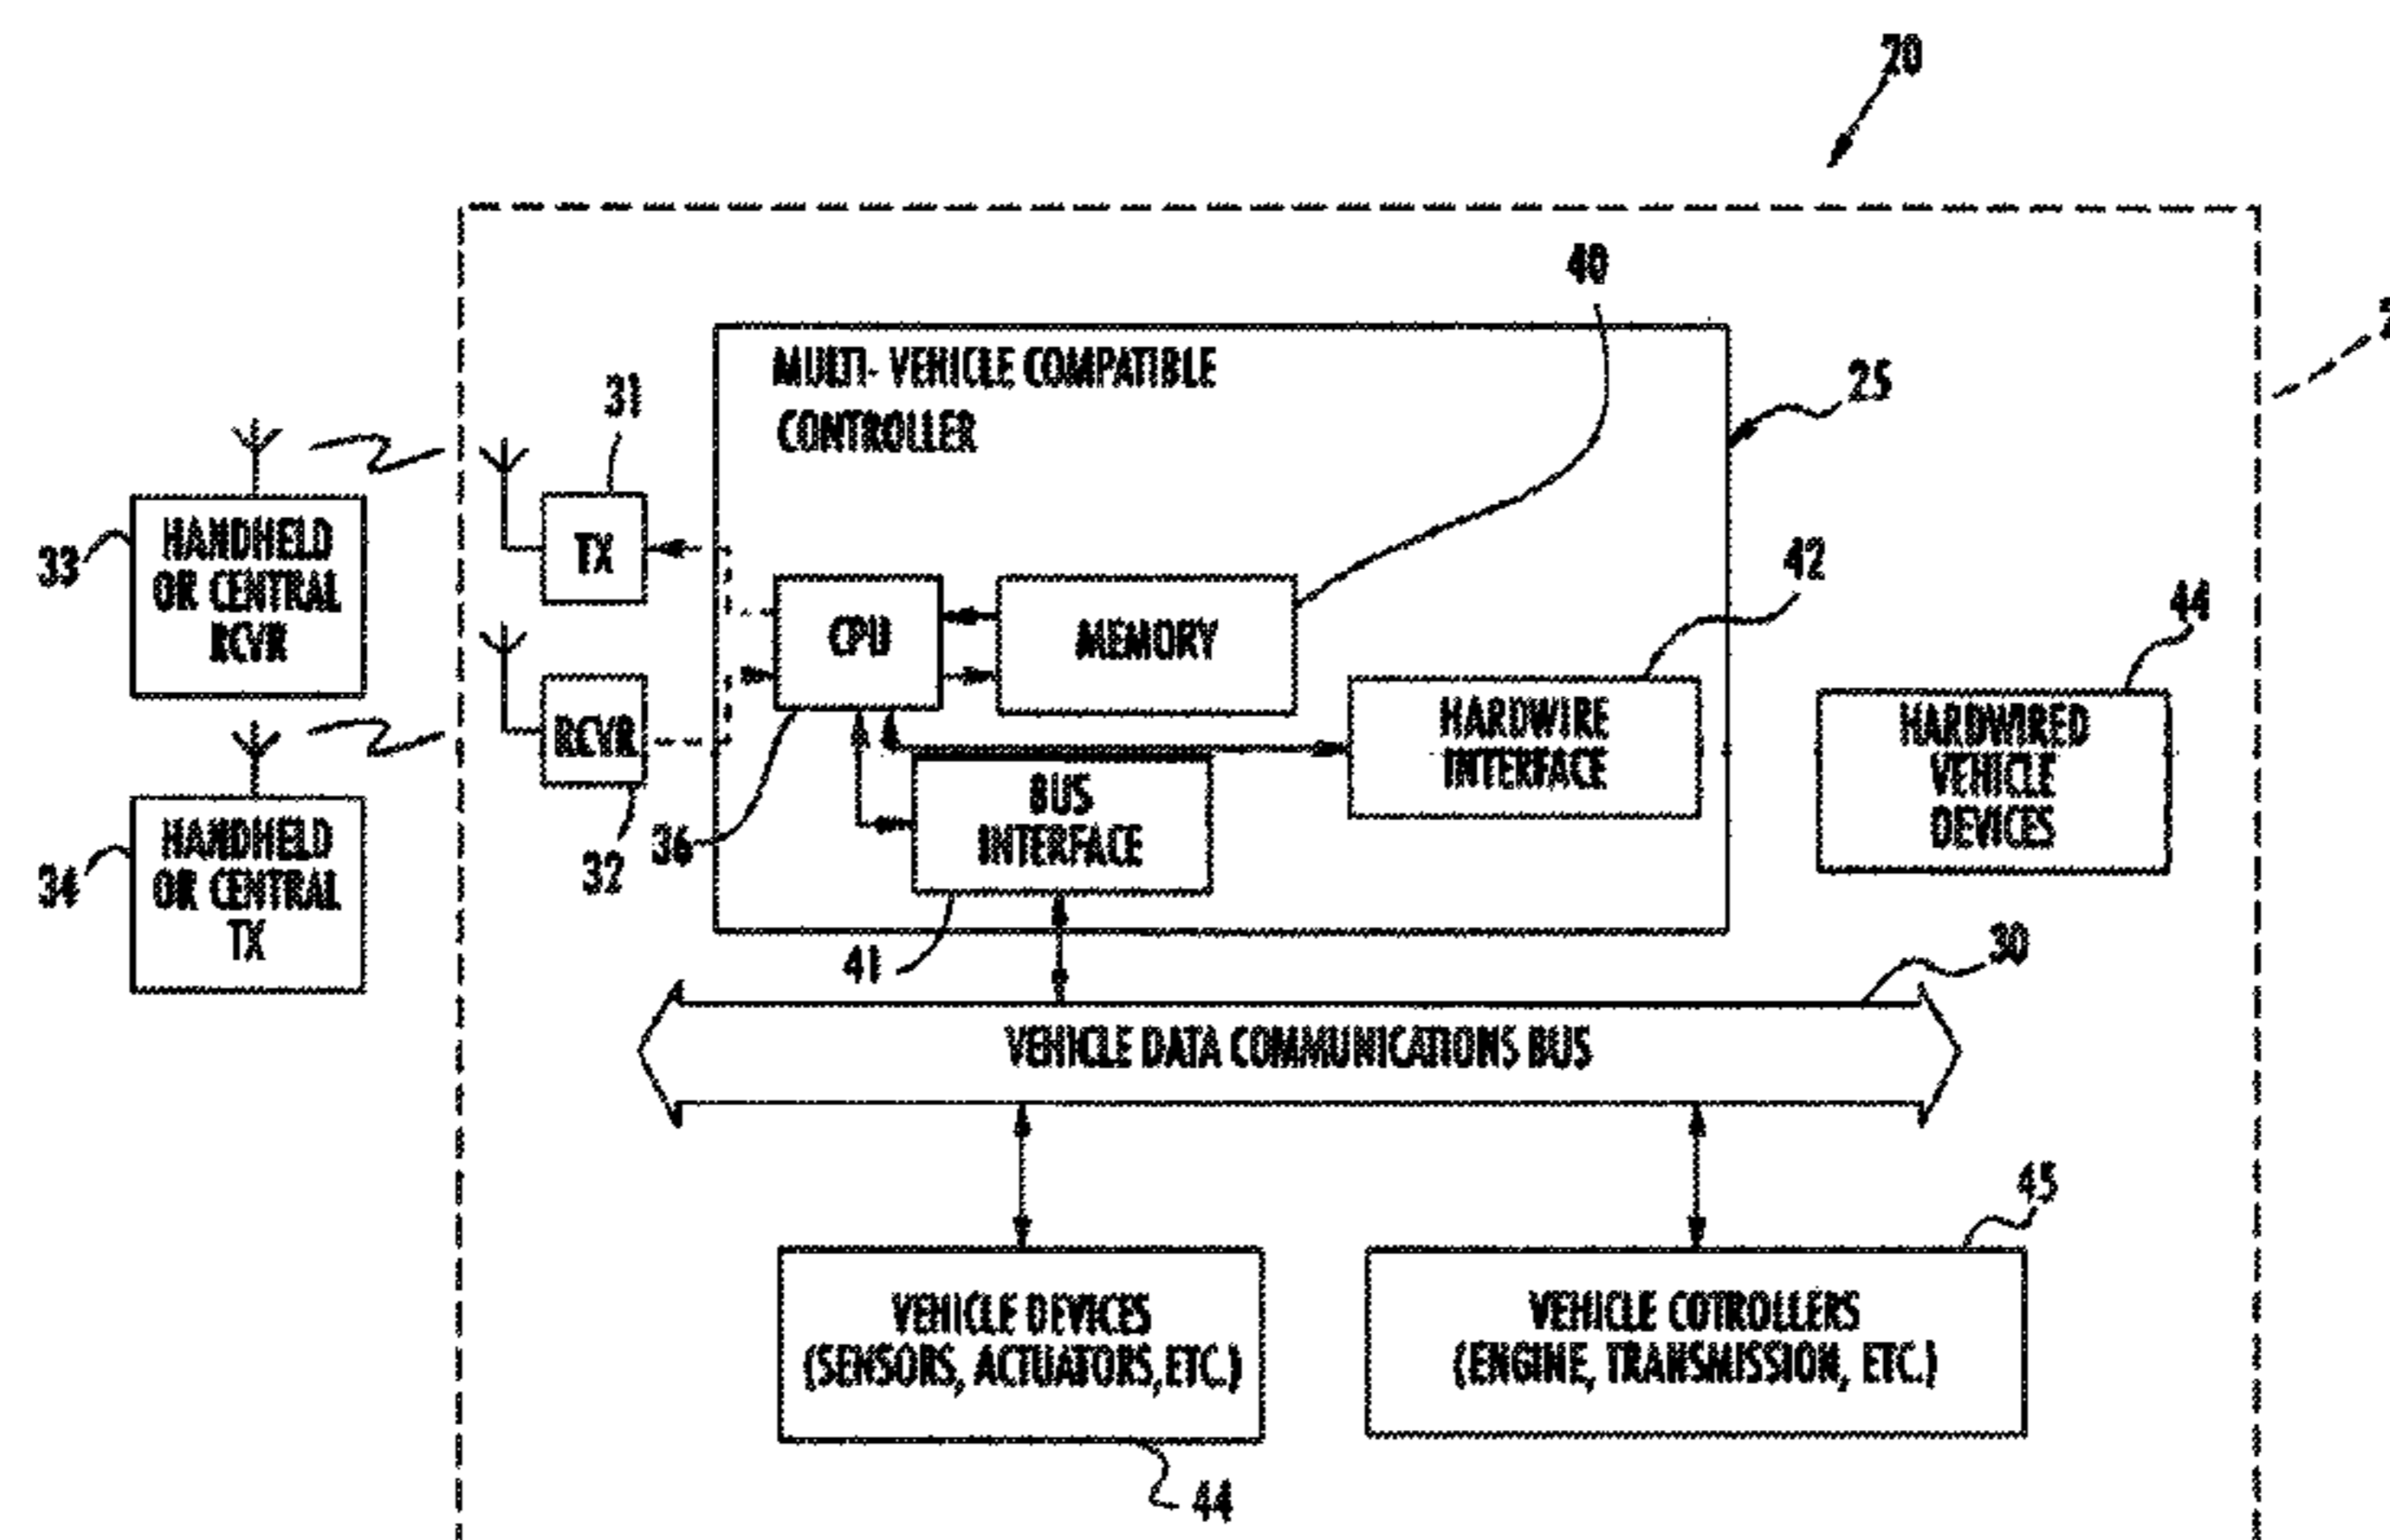 20
40
2
MULTI- VEHICLE COMPATIBLE
CONTROLLER
25
31
33
HANDHELD
OR CENTRAL
RCVR
TX
CPU
MEMORY
42
44
HARDWIRE
INTERFACE
HARDWIRED
VEHICLE
DEVICES
RCVR
34
HANDHELD
OR CENTRAL
TX
32
36
BUS
INTERFACE
41
30
VEHICLE DATA COMMUNICATIONS BUS
45
VEHICLE DEVICES
(SENSORS, ACTUATORS,ETC.)
VEHICLE COTROLLERS
(ENGINE, TRANSMISSION, ETC.)
44